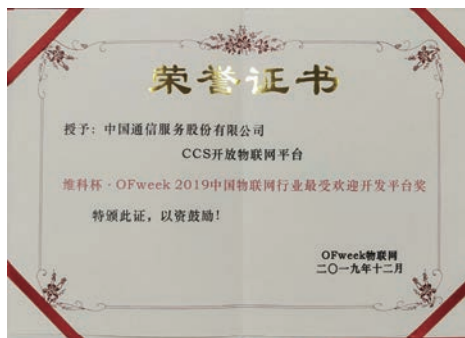 荣誉证书
授予：中国通信服务股份有限公司
CCS开放物联网平台
维科杯·OFweek 2019中国物联网行业最受欢迎开发平台奖
特颁此证，以资鼓励！
OFweek物联网
二〇一九年十二月